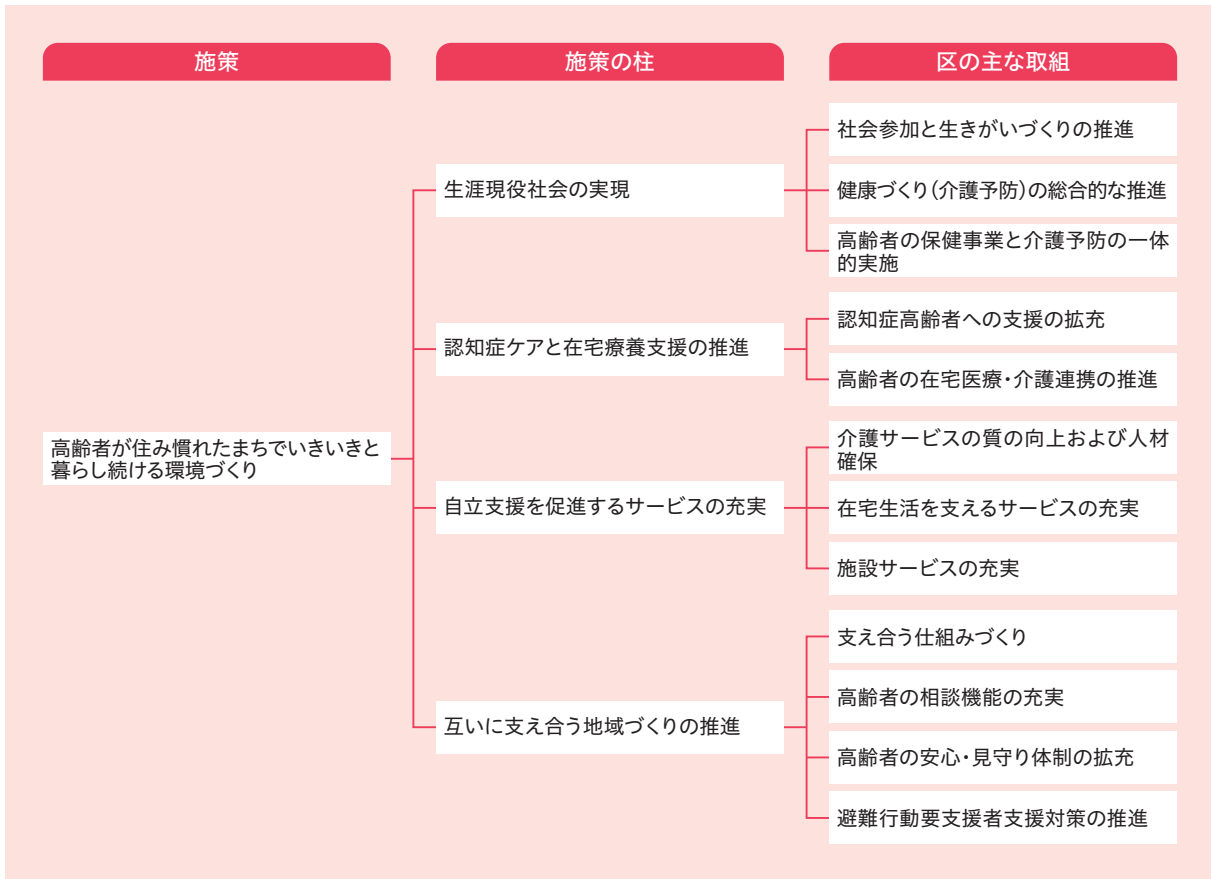 施策
施策の柱
区の主な取組
高齢者が住み慣れたまちでいきいきと
暮らし続ける環境づくり
生涯現役社会の実現
社会参加と生きがいづくりの推進
健康づくり（介護予防）の総合的な推進
高齢者の保健事業と介護予防の一体
的実施
認知症ケアと在宅療養支援の推進
認知症高齢者への支援の拡充
高齢者の在宅医療・介護連携の推進
自立支援を促進するサービスの充実
介護サービスの質の向上および人材
確保
在宅生活を支えるサービスの充実
施設サービスの充実
互いに支え合う地域づくりの推進
支え合う仕組みづくり
高齢者の相談機能の充実
高齢者の安心・見守り体制の拡充
避難行動要支援者支援対策の推進